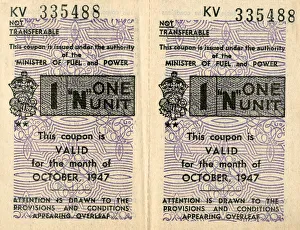 KV 335488
NOT
TRANSFERABLE
This coupon is issued under the authority
of the
MINISTER OF FUEL and POWER
1 "N" ONE
UNIT
This coupon is
VALID
for the month of
OCTOBER, 1947
ATTENTION IS DRAWN TO THE
PROVISIONS AND CONDITIONS
APPEARING OVERLEAF
KV 335488
NOT
TRANSFERABLE
This coupon is issued under the authority
of the
MINISTER OF FUEL and POWER
1 "N" ONE
UNIT
This coupon is
VALID
for the month of
OCTOBER, 1947
ATTENTION IS DRAWN TO THE
PROVISIONS AND CONDITIONS
APPEARING OVERLEAF